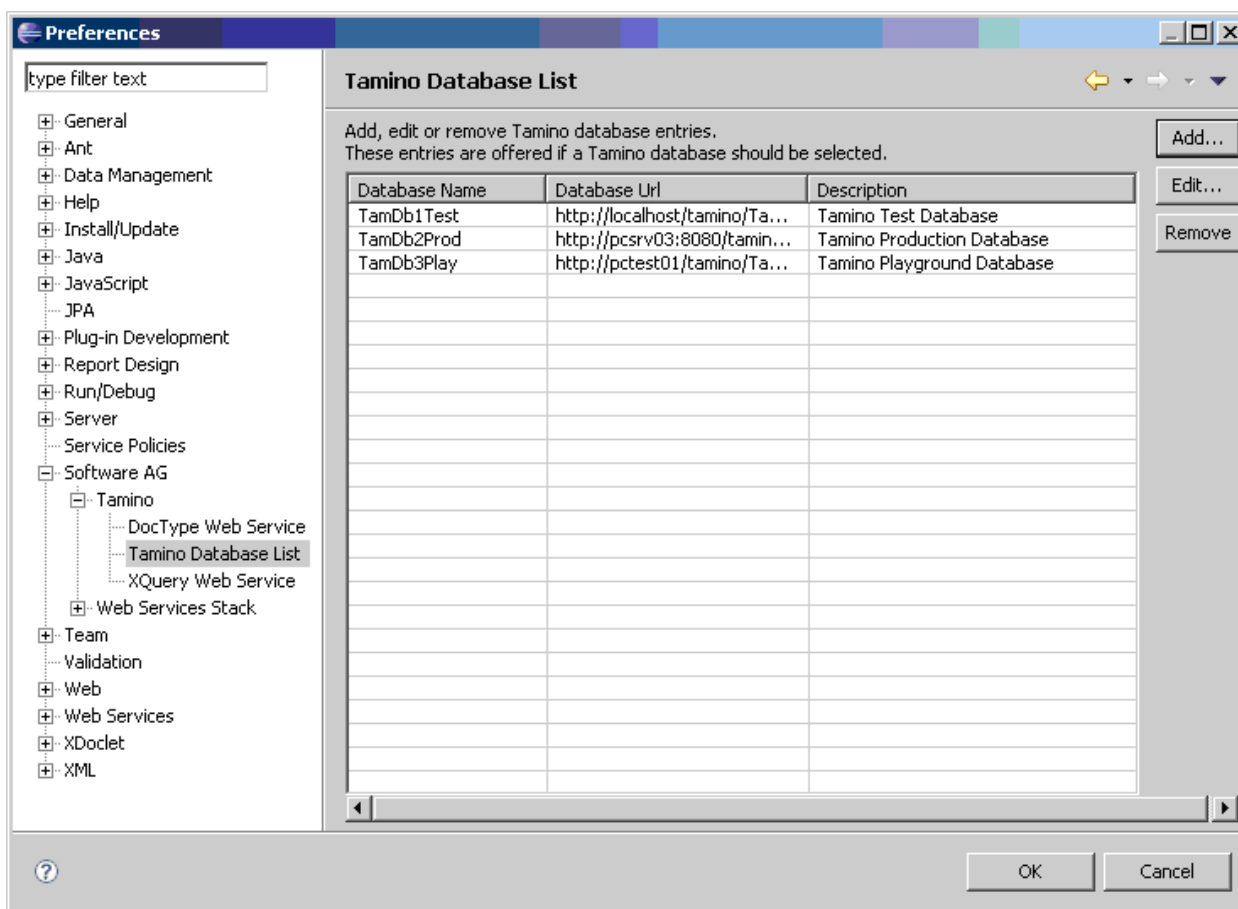 Preferences
type filter text
General
Ant
Data Management
Help
Install/Update
Java
JavaScript
JPA
Plug-in Development
Report Design
Run/Debug
Server
Service Policies
Software AG
Tamino
DocType Web Service
Tamino Database List
XQuery Web Service
Web Services Stack
Team
Validation
Web
Web Services
XDoclet
XML
Tamino Database List
Add, edit or remove Tamino database entries.
These entries are offered if a Tamino database should be selected.
Database Name Database Url Description
TamDb1Test http://localhost/tamino/Ta... Tamino Test Database
TamDb2Prod http://pcsrv03:8080/tamin... Tamino Production Database
TamDb3Play http://pctest01/tamino/Ta... Tamino Playground Database
Add...
Edit...
Remove
OK Cancel